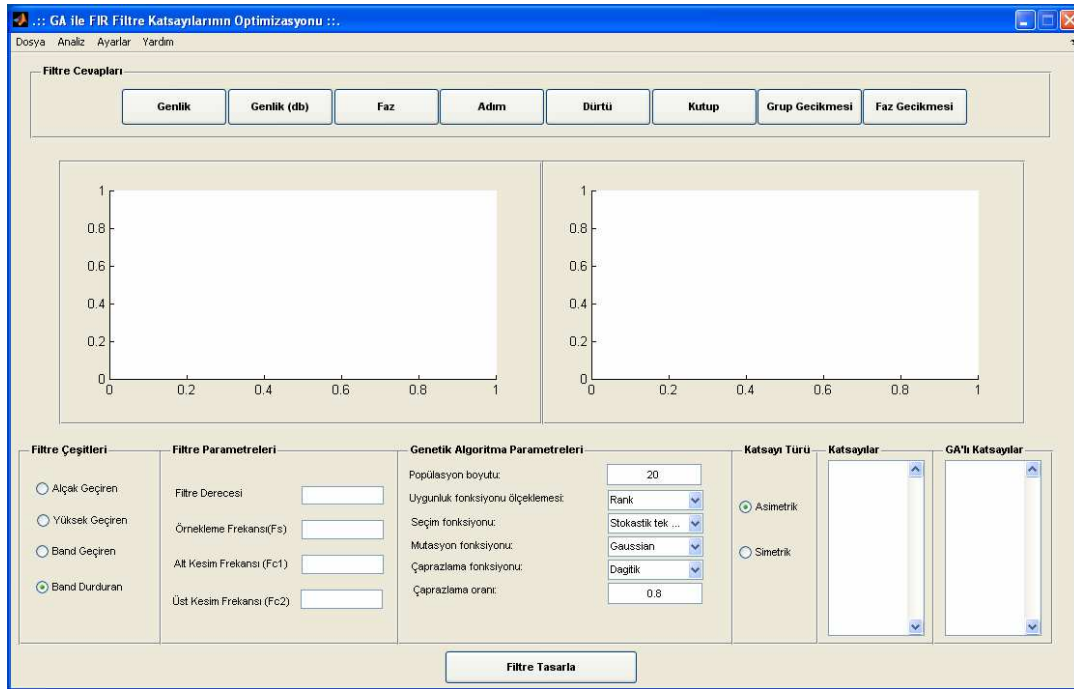 .:: GA ile FIR Filtre Katsayılarının Optimizasyonu ::.
Dosya Analiz Ayarlar Yardım
Filtre Cevapları
Genlik Genlik (db) Faz Adım Dürtü Kutup Grup Gecikmesi Faz Gecikmesi
1
0.8
0.6
0.4
0.2
0
0 0.2 0.4 0.6 0.8 1
1
0.8
0.6
0.4
0.2
0
0 0.2 0.4 0.6 0.8 1
Filtre Çeşitleri
Alçak Geçiren
Yüksek Geçiren
Band Geçiren
Band Durduran
Filtre Parametreleri
Filtre Derecesi
Örnekleme Frekansı(Fs)
Alt Kesim Frekansı (Fc1)
Üst Kesim Frekansı (Fc2)
Genetik Algoritma Parametreleri
Popülasyon boyutu: 20
Uygunluk fonksiyonu ölçeklemesi: Rank
Seçim fonksiyonu: Stokastik tek ...
Mutasyon fonksiyonu: Gaussian
Çaprazlama fonksiyonu: Dagitik
Çaprazlama oranı: 0.8
Katsayı Türü
Asimetrik
Simetrik
Katsayılar
GA'lı Katsayılar
Filtre Tasarla